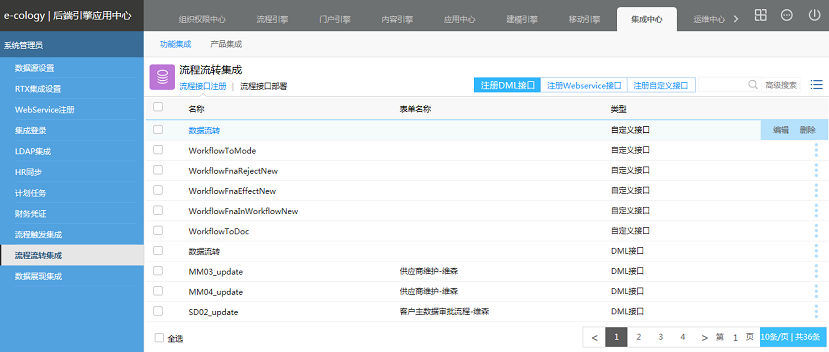 e-cology | 后端引擎应用中心 组织权限中心 流程引擎 门户引擎 内容引擎 应用中心 建模引擎 移动引擎 集成中心 运维中心
系统管理员 功能集成 产品集成
数据源设置
RTX集成设置
WebService注册
集成登录
LDAP集成
HR同步
计划任务
财务凭证
流程触发集成
流程流转集成
数据展现集成
流程流转集成
流程接口注册 | 流程接口部署 注册DML接口 注册Webservice接口 注册自定义接口 高级搜索
名称 表单名称 类型
数据流转 自定义接口 编辑 删除
WorkflowToMode 自定义接口
WorkflowFnaRejectNew 自定义接口
WorkflowFnaEffectNew 自定义接口
WorkflowFnaInWorkflowNew 自定义接口
WorkflowToDoc 自定义接口
数据流转 DML接口
MM03_update 供应商维护-维森 DML接口
MM04_update 供应商维护-维森 DML接口
SD02_update 客户主数据审批流程-维森 DML接口
全选 < 1 2 3 4 > 第 1 页 10条/页 | 共36条